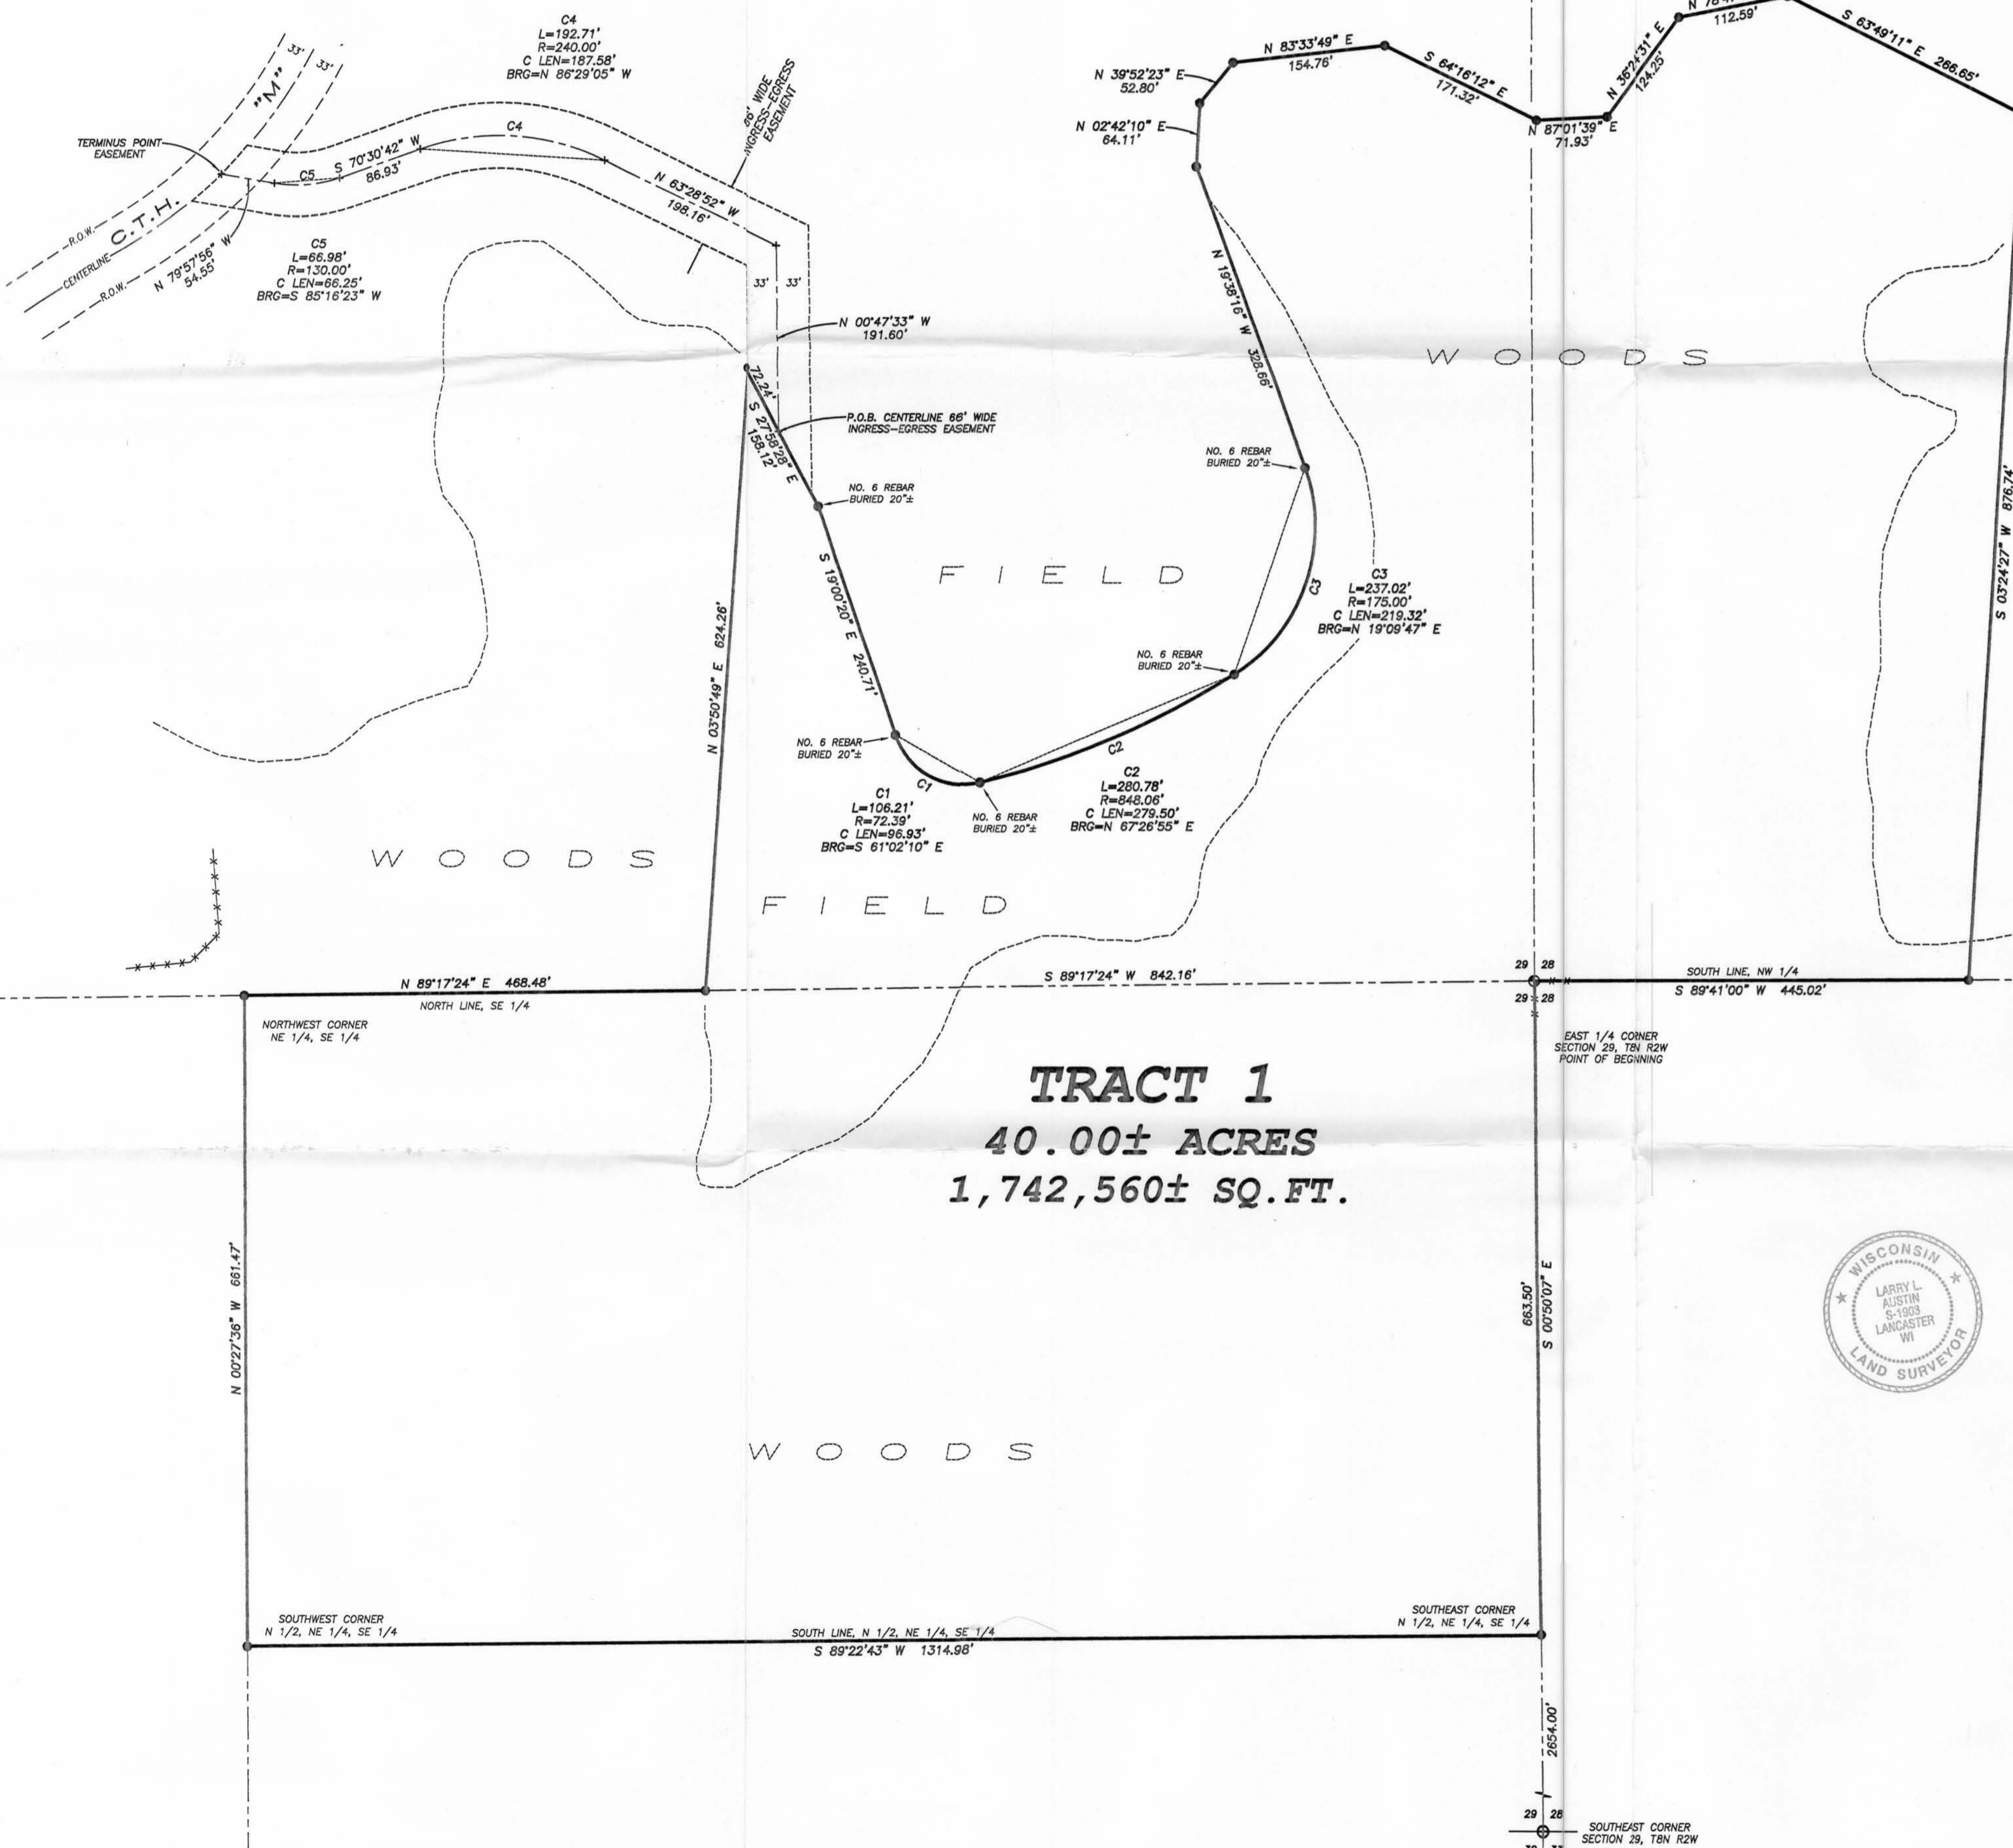 C4
L=192.71'
R=240.00'
C LEN=187.58'
BRG=N 86°29'05" W
33'
"M"
33'
66' WIDE
INGRESS-EGRESS
EASEMENT
TERMINUS POINT
EASEMENT
C4
S 70°30'42" W
86.93'
C5
N 63°28'52" W
198.16'
C.T.H.
R.O.W.
CENTERLINE
R.O.W.
N 79°57'56" W
54.55'
C5
L=66.98'
R=130.00'
C LEN=66.25'
BRG=S 85°16'23" W
33'
33'
N 00°47'33" W
191.60'
N 83°33'49" E
154.76'
N 39°52'23" E
52.80'
N 02°42'10" E
64.11'
S 64°16'12" E
171.32'
N 87°01'39" E
71.93'
N 36°24'31" E
124.25'
112.59'
S 63°49'11" E 266.65'
N 19°38'16" W 328.66'
W O O D S
72.24'
S 27°58'28" E
158.12'
P.O.B. CENTERLINE 66' WIDE
INGRESS-EGRESS EASEMENT
NO. 6 REBAR
BURIED 20"±
NO. 6 REBAR
BURIED 20"±
F I E L D
C3
C3
L=237.02'
R=175.00'
C LEN=219.32'
BRG=N 19°09'47" E
S 03°24'27" W 876.74'
S 19°00'20" E 240.71'
N 03°50'49" E 624.26'
NO. 6 REBAR
BURIED 20"±
NO. 6 REBAR
BURIED 20"±
C2
C1
C1
L=106.21'
R=72.39'
C LEN=96.93'
BRG=S 61°02'10" E
NO. 6 REBAR
BURIED 20"±
C2
L=280.78'
R=848.06'
C LEN=279.50'
BRG=N 67°26'55" E
W O O D S
F I E L D
N 89°17'24" E 468.48'
NORTH LINE, SE 1/4
S 89°17'24" W 842.16'
29 28
29 28
SOUTH LINE, NW 1/4
S 89°41'00" W 445.02'
NORTHWEST CORNER
NE 1/4, SE 1/4
EAST 1/4 CORNER
SECTION 29, T8N R2W
POINT OF BEGINNING
TRACT 1
40.00± ACRES
1,742,560± SQ.FT.
N 00°27'36" W 661.47'
663.50'
S 00°50'07" E
WISCONSIN
LARRY L.
AUSTIN
S-1903
LANCASTER
WI
LAND SURVEYOR
W O O D S
SOUTHWEST CORNER
N 1/2, NE 1/4, SE 1/4
SOUTH LINE, N 1/2, NE 1/4, SE 1/4
S 89°22'43" W 1314.98'
SOUTHEAST CORNER
N 1/2, NE 1/4, SE 1/4
2654.00'
29 28
SOUTHEAST CORNER
SECTION 29, T8N R2W